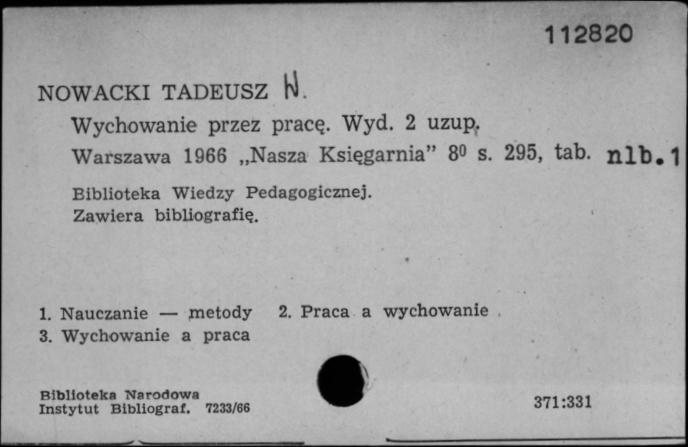 112820
NOWACKI TADEUSZ W.
Wychowanie przez pracę. Wyd. 2 uzup.
Warszawa 1966 „Nasza Księgarnia” 8⁰ s. 295, tab. nlb. 1
Biblioteka Wiedzy Pedagogicznej.
Zawiera bibliografię.
1. Nauczanie — metody 2. Praca a wychowanie
3. Wychowanie a praca
Biblioteka Narodowa
Instytut Bibliograf. 7233/66
371:331